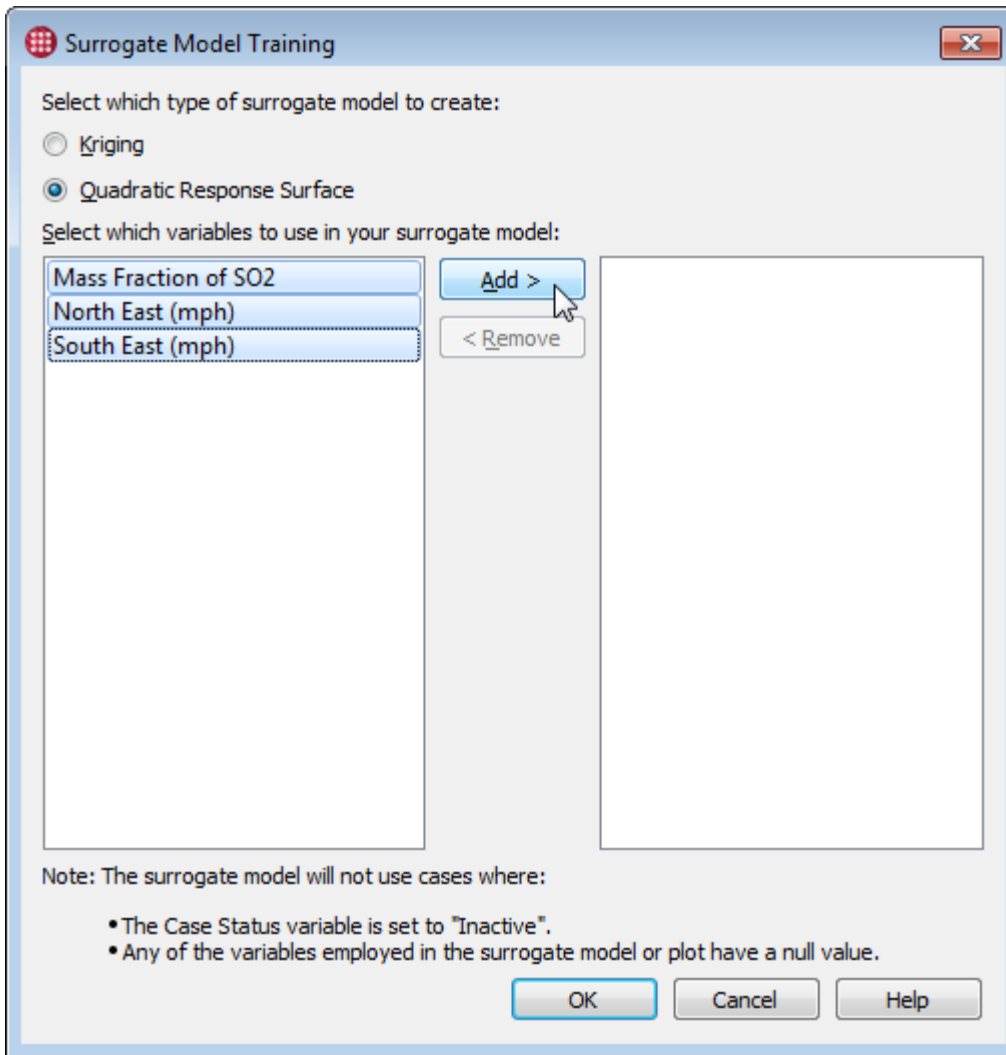 Surrogate Model Training
Select which type of surrogate model to create:
Kriging
Quadratic Response Surface
Select which variables to use in your surrogate model:
Mass Fraction of SO2
North East (mph)
South East (mph)
Add >
< Remove
Note: The surrogate model will not use cases where:
• The Case Status variable is set to "Inactive".
• Any of the variables employed in the surrogate model or plot have a null value.
OK Cancel Help